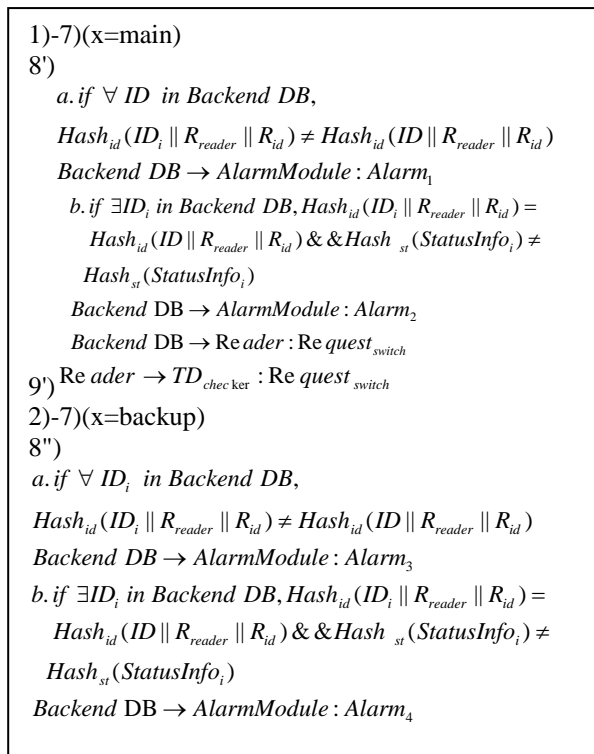 1)-7)(x=main)
8')
a. if ∀ ID in Backend DB,
Hash_id(ID_i || R_reader || R_id) ≠ Hash_id(ID || R_reader || R_id)
Backend DB → AlarmModule : Alarm_1
b. if ∃ID_i in Backend DB, Hash_id(ID_i || R_reader || R_id) =
Hash_id(ID || R_reader || R_id) & & Hash_st(StatusInfo_i) ≠
Hash_st(StatusInfo_i)
Backend DB → AlarmModule : Alarm_2
Backend DB → Reader : Request_switch
9') Reader → TD_checker : Request_switch
2)-7)(x=backup)
8'')
a. if ∀ ID_i in Backend DB,
Hash_id(ID_i || R_reader || R_id) ≠ Hash_id(ID || R_reader || R_id)
Backend DB → AlarmModule : Alarm_3
b. if ∃ID_i in Backend DB, Hash_id(ID_i || R_reader || R_id) =
Hash_id(ID || R_reader || R_id) & & Hash_st(StatusInfo_i) ≠
Hash_st(StatusInfo_i)
Backend DB → AlarmModule : Alarm_4